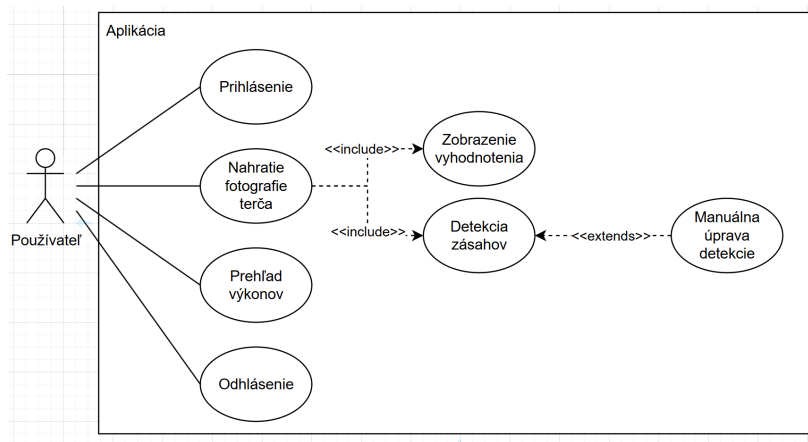 Aplikácia
Prihlásenie
Nahratie
fotografie
terča
<<include>>
Zobrazenie
vyhodnotenia
<<include>>
Detekcia
zásahov
<<extends>>
Manuálna
úprava
detekcie
Používateľ
Prehľad
výkonov
Odhlásenie